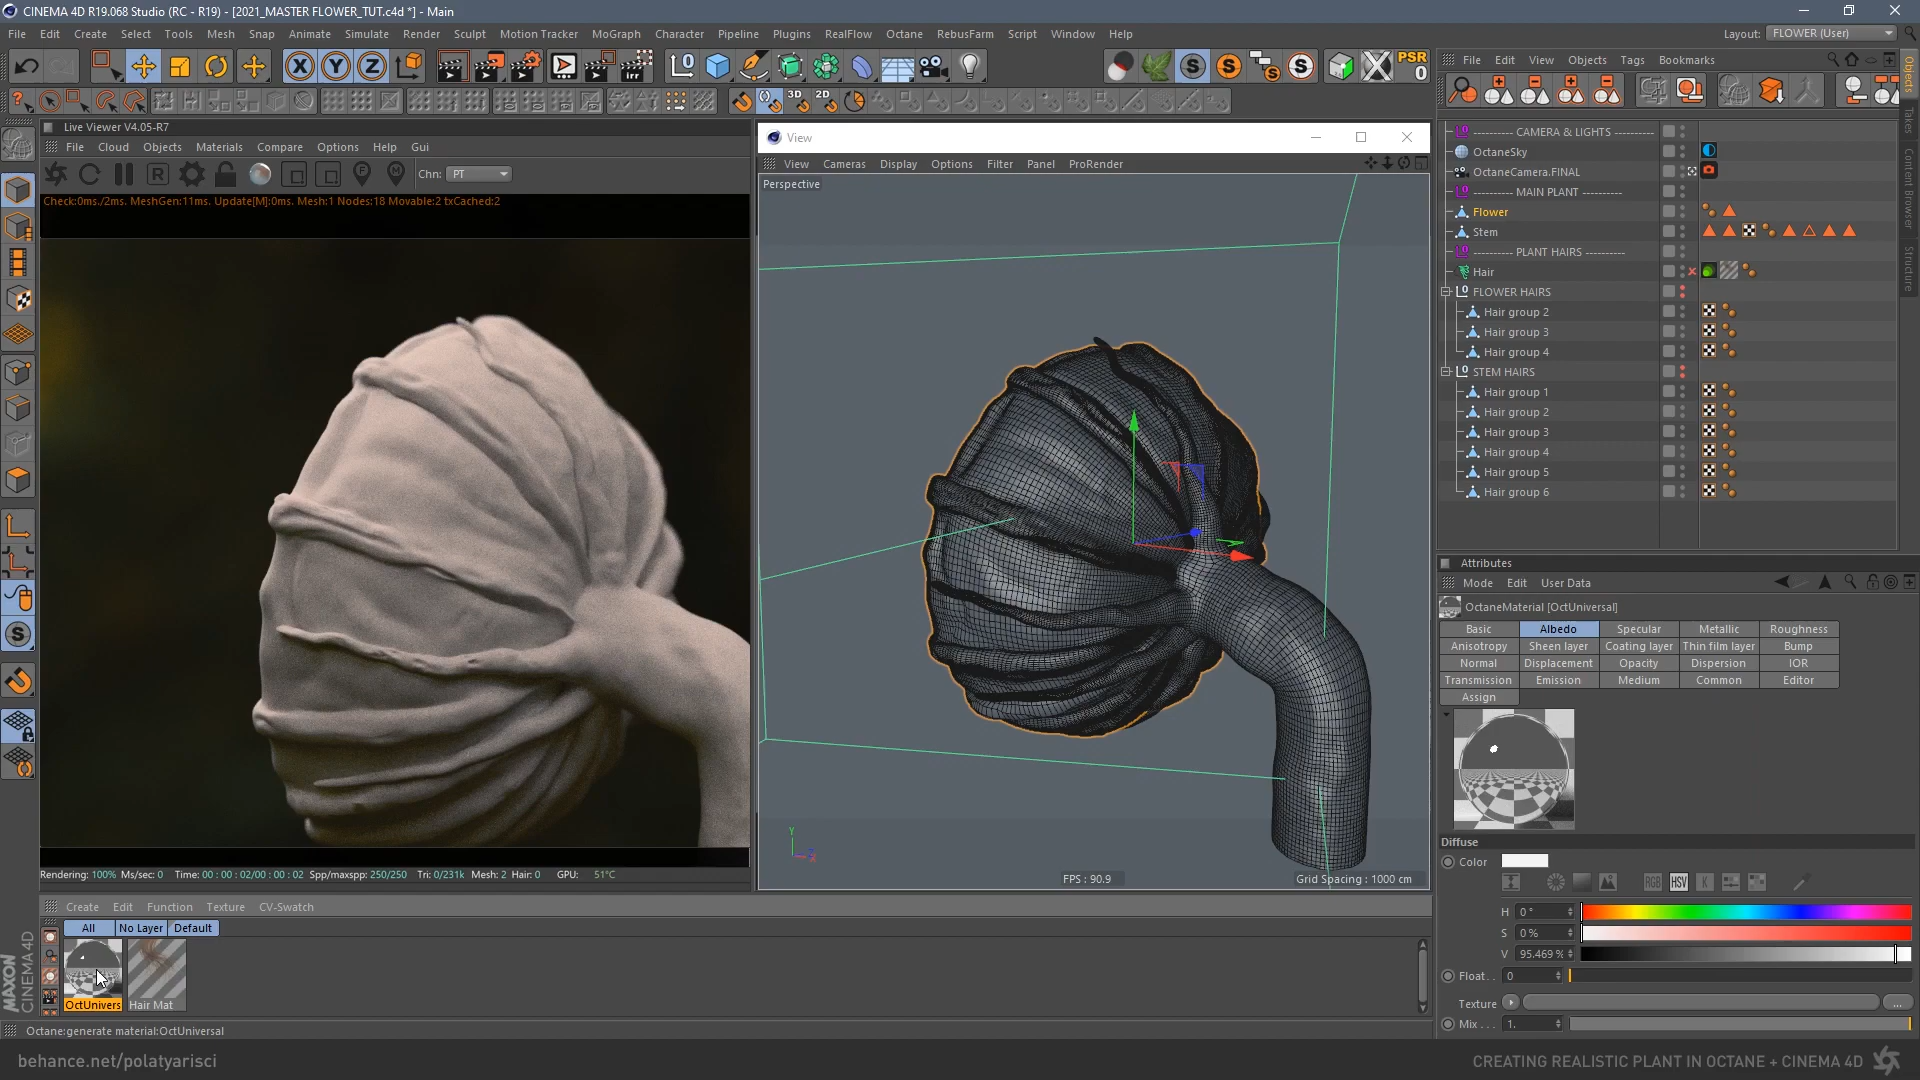 CINEMA 4D R19.068 Studio (RC - R19) - [2021_MASTER FLOWER_TUT.c4d *] - Main
File Edit Create Select Tools Mesh Snap Animate Simulate Render Sculpt Motion Tracker MoGraph Character Pipeline Plugins RealFlow Octane RebusFarm Script Window Help
Layout: FLOWER (User)
PSR
0
3D 2D
File Edit View Objects Tags Bookmarks
Objects
Takes
Content Browser
Structure
Live Viewer V4.05-R7
File Cloud Objects Materials Compare Options Help Gui
Chn: PT
Check:0ms./2ms. MeshGen:11ms. Update[M]:0ms. Mesh:1 Nodes:18 Movable:2 txCached:2
View
View Cameras Display Options Filter Panel ProRender
Perspective
FPS : 90.9
Grid Spacing : 1000 cm
Rendering: 100% Ms/sec: 0 Time: 00 : 00 : 02/00 : 00 : 02 Spp/maxspp: 250/250 Tri: 0/231k Mesh: 2 Hair: 0 GPU: 51°C
---------- CAMERA & LIGHTS ----------
OctaneSky
OctaneCamera.FINAL
---------- MAIN PLANT ----------
Flower
Stem
---------- PLANT HAIRS ----------
Hair
FLOWER HAIRS
Hair group 2
Hair group 3
Hair group 4
STEM HAIRS
Hair group 1
Hair group 2
Hair group 3
Hair group 4
Hair group 5
Hair group 6
Attributes
Mode Edit User Data
OctaneMaterial [OctUniversal]
Basic Albedo Specular Metallic Roughness
Anisotropy Sheen layer Coating layer Thin film layer Bump
Normal Displacement Opacity Dispersion IOR
Transmission Emission Medium Common Editor
Assign
Diffuse
Color
RGB HSV K
H 0 °
S 0 %
V 95.469 %
Float . . 0
Texture ...
Mix . . . 1.
Create Edit Function Texture CV-Swatch
All No Layer Default
OctUnivers Hair Mat
MAXON
CINEMA 4D
Octane:generate material:OctUniversal
behance.net/polatyarisci
CREATING REALISTIC PLANT IN OCTANE + CINEMA 4D